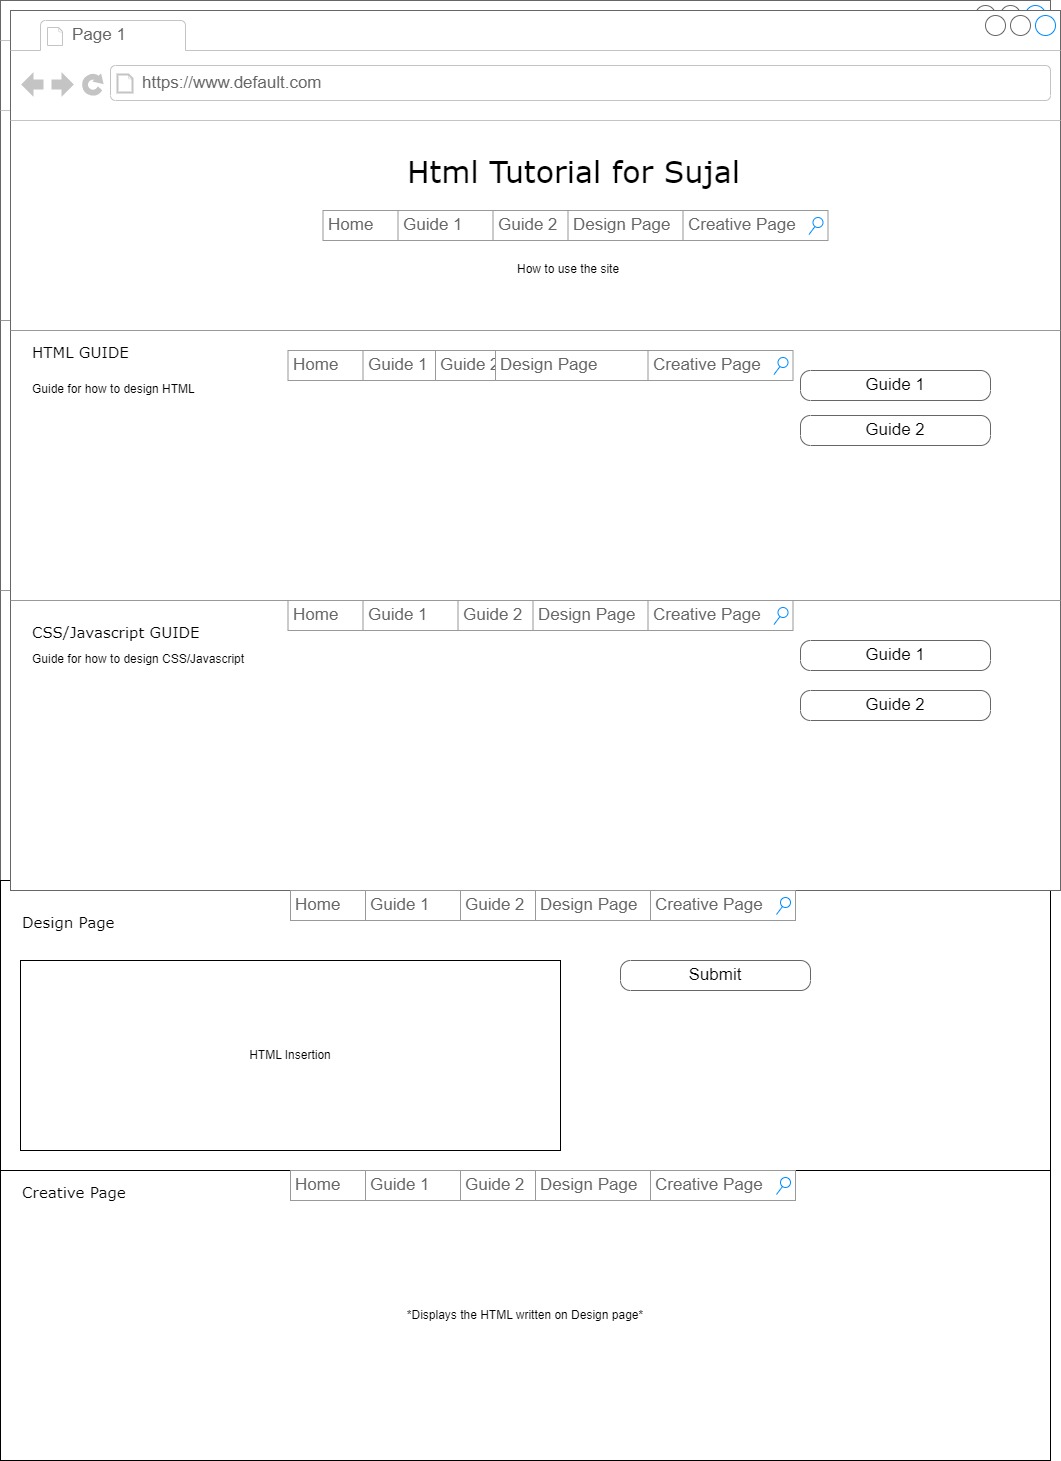 Page 1
https://www.default.com
Html Tutorial for Sujal
Home Guide 1 Guide 2 Design Page Creative Page
How to use the site
HTML GUIDE
Home Guide 1 Guide 2 Design Page Creative Page
Guide 1
Guide for how to design HTML
Guide 2
Home Guide 1 Guide 2 Design Page Creative Page
CSS/Javascript GUIDE
Guide for how to design CSS/Javascript
Guide 1
Guide 2
Home Guide 1 Guide 2 Design Page Creative Page
Design Page
Submit
HTML Insertion
Home Guide 1 Guide 2 Design Page Creative Page
Creative Page
*Displays the HTML written on Design page*